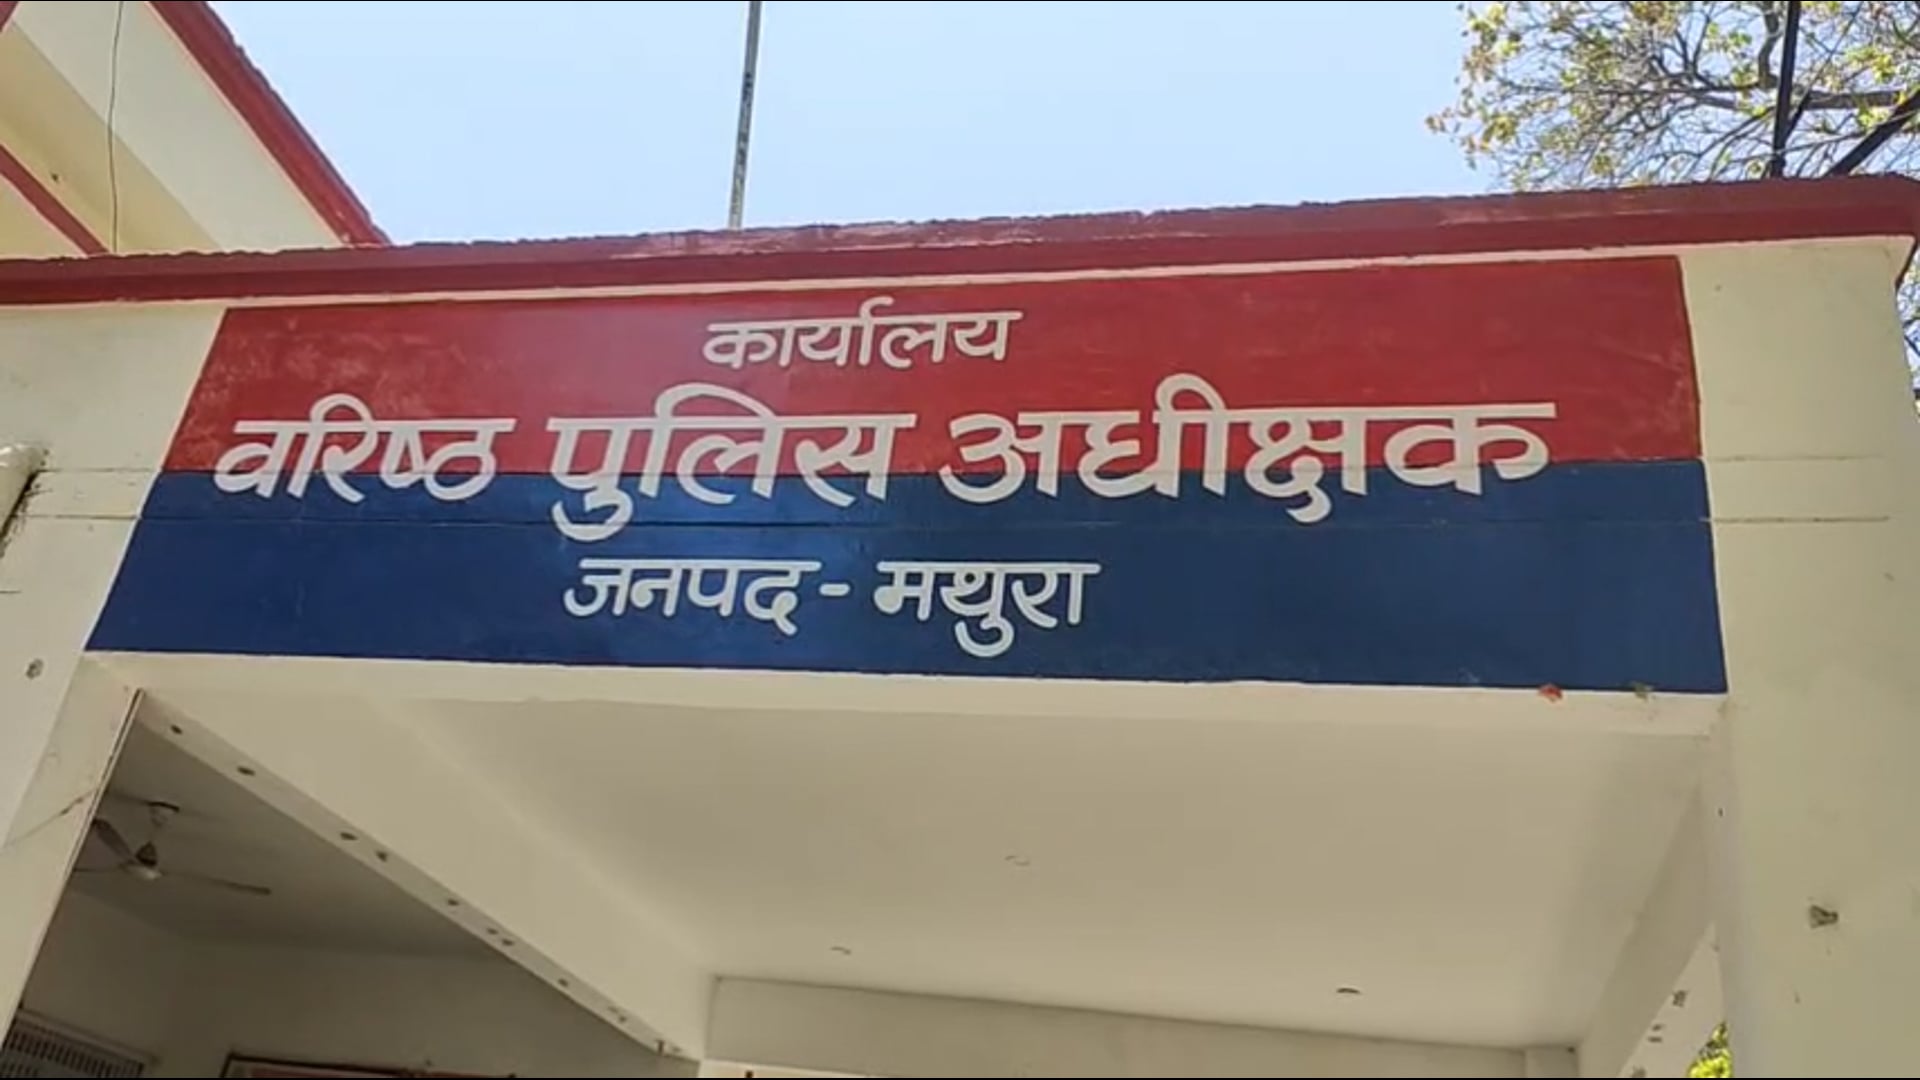 कार्यालय
वरिष्ठ पुलिस अधीक्षक
जनपद - मथुरा